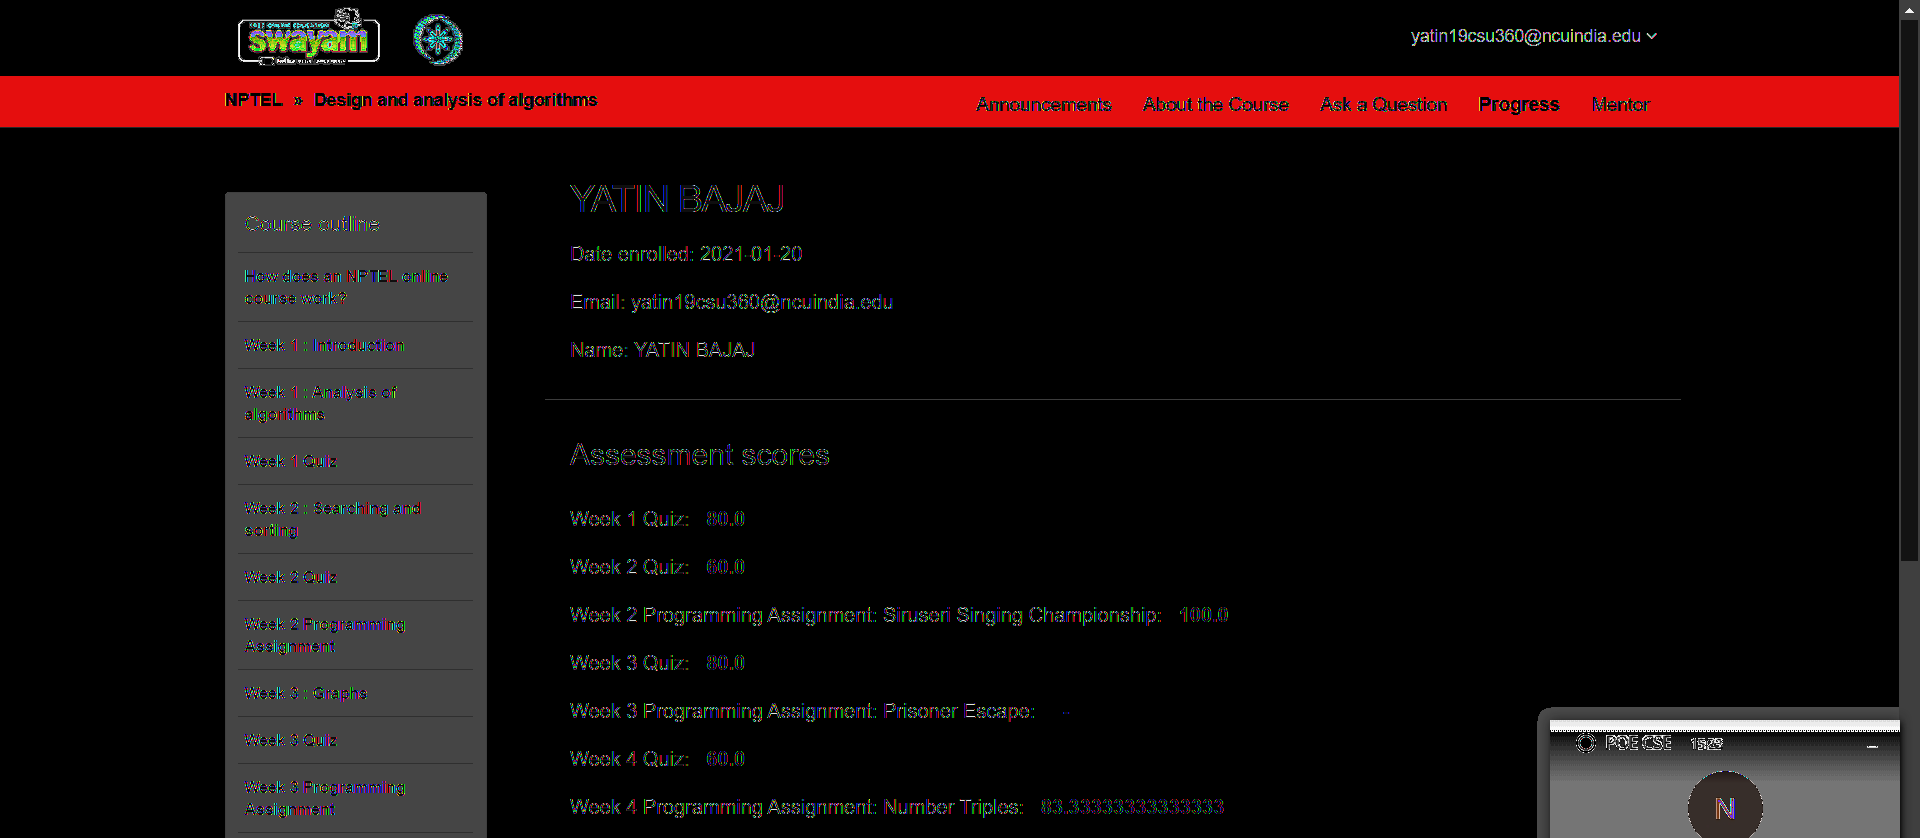 swayam
yatin19csu360@ncuindia.edu
NPTEL » Design and analysis of algorithms
Announcements
About the Course
Ask a Question
Progress
Mentor
Course outline
How does an NPTEL online
course work?
Week 1 : Introduction
Week 1 : Analysis of
algorithms
Week 1 Quiz
Week 2 : Searching and
sorting
Week 2 Quiz
Week 2 Programming
Assignment
Week 3 : Graphs
Week 3 Quiz
Week 3 Programming
Assignment
YATIN BAJAJ
Date enrolled: 2021-01-20
Email: yatin19csu360@ncuindia.edu
Name: YATIN BAJAJ
Assessment scores
Week 1 Quiz: 80.0
Week 2 Quiz: 60.0
Week 2 Programming Assignment: Siruseri Singing Championship: 100.0
Week 3 Quiz: 80.0
Week 3 Programming Assignment: Prisoner Escape: -
Week 4 Quiz: 60.0
Week 4 Programming Assignment: Number Triples: 83.33333333333333
POE CSE
N